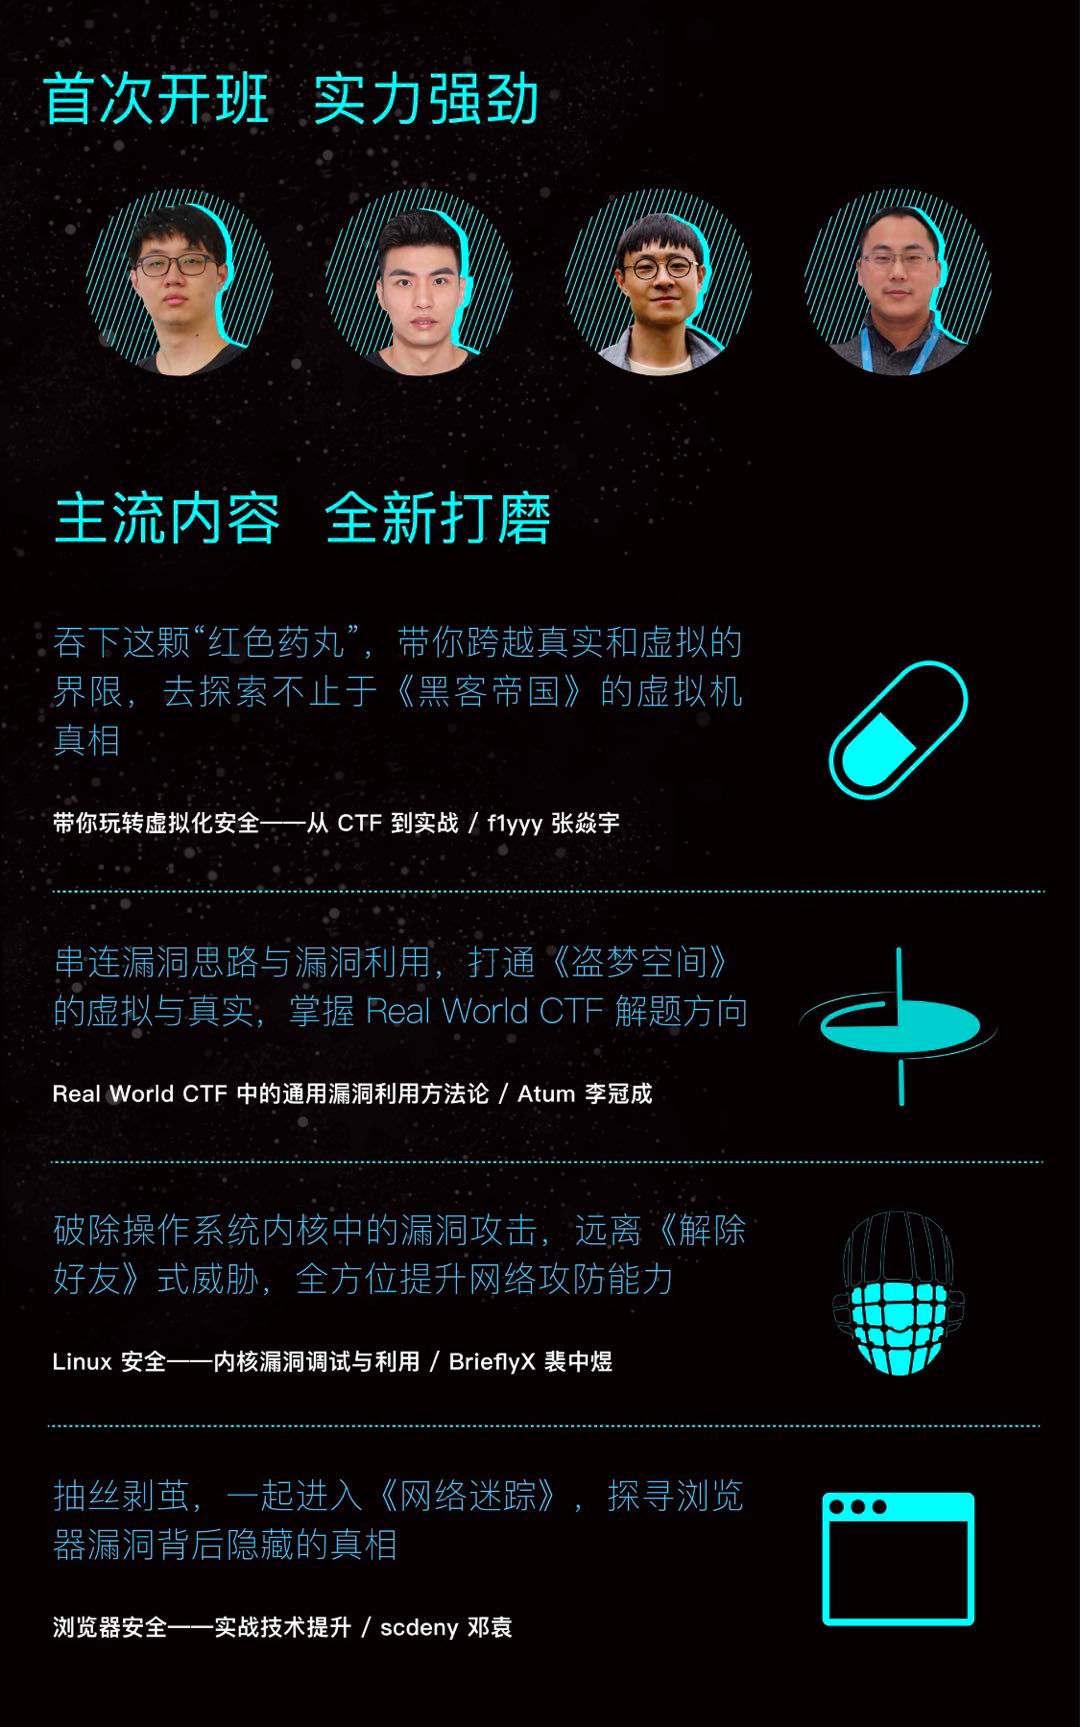 首次开班 实力强劲
主流内容 全新打磨
吞下这颗“红色药丸”，带你跨越真实和虚拟的
界限，去探索不止于《黑客帝国》的虚拟机
真相
带你玩转虚拟化安全——从 CTF 到实战 / f1yyy 张焱宇
串连漏洞思路与漏洞利用，打通《盗梦空间》
的虚拟与真实，掌握 Real World CTF 解题方向
Real World CTF 中的通用漏洞利用方法论 / Atum 李冠成
破除操作系统内核中的漏洞攻击，远离《解除
好友》式威胁，全方位提升网络攻防能力
Linux 安全——内核漏洞调试与利用 / BrieflyX 裴中煜
抽丝剥茧，一起进入《网络迷踪》，探寻浏览
器漏洞背后隐藏的真相
浏览器安全——实战技术提升 / scdeny 邓袁